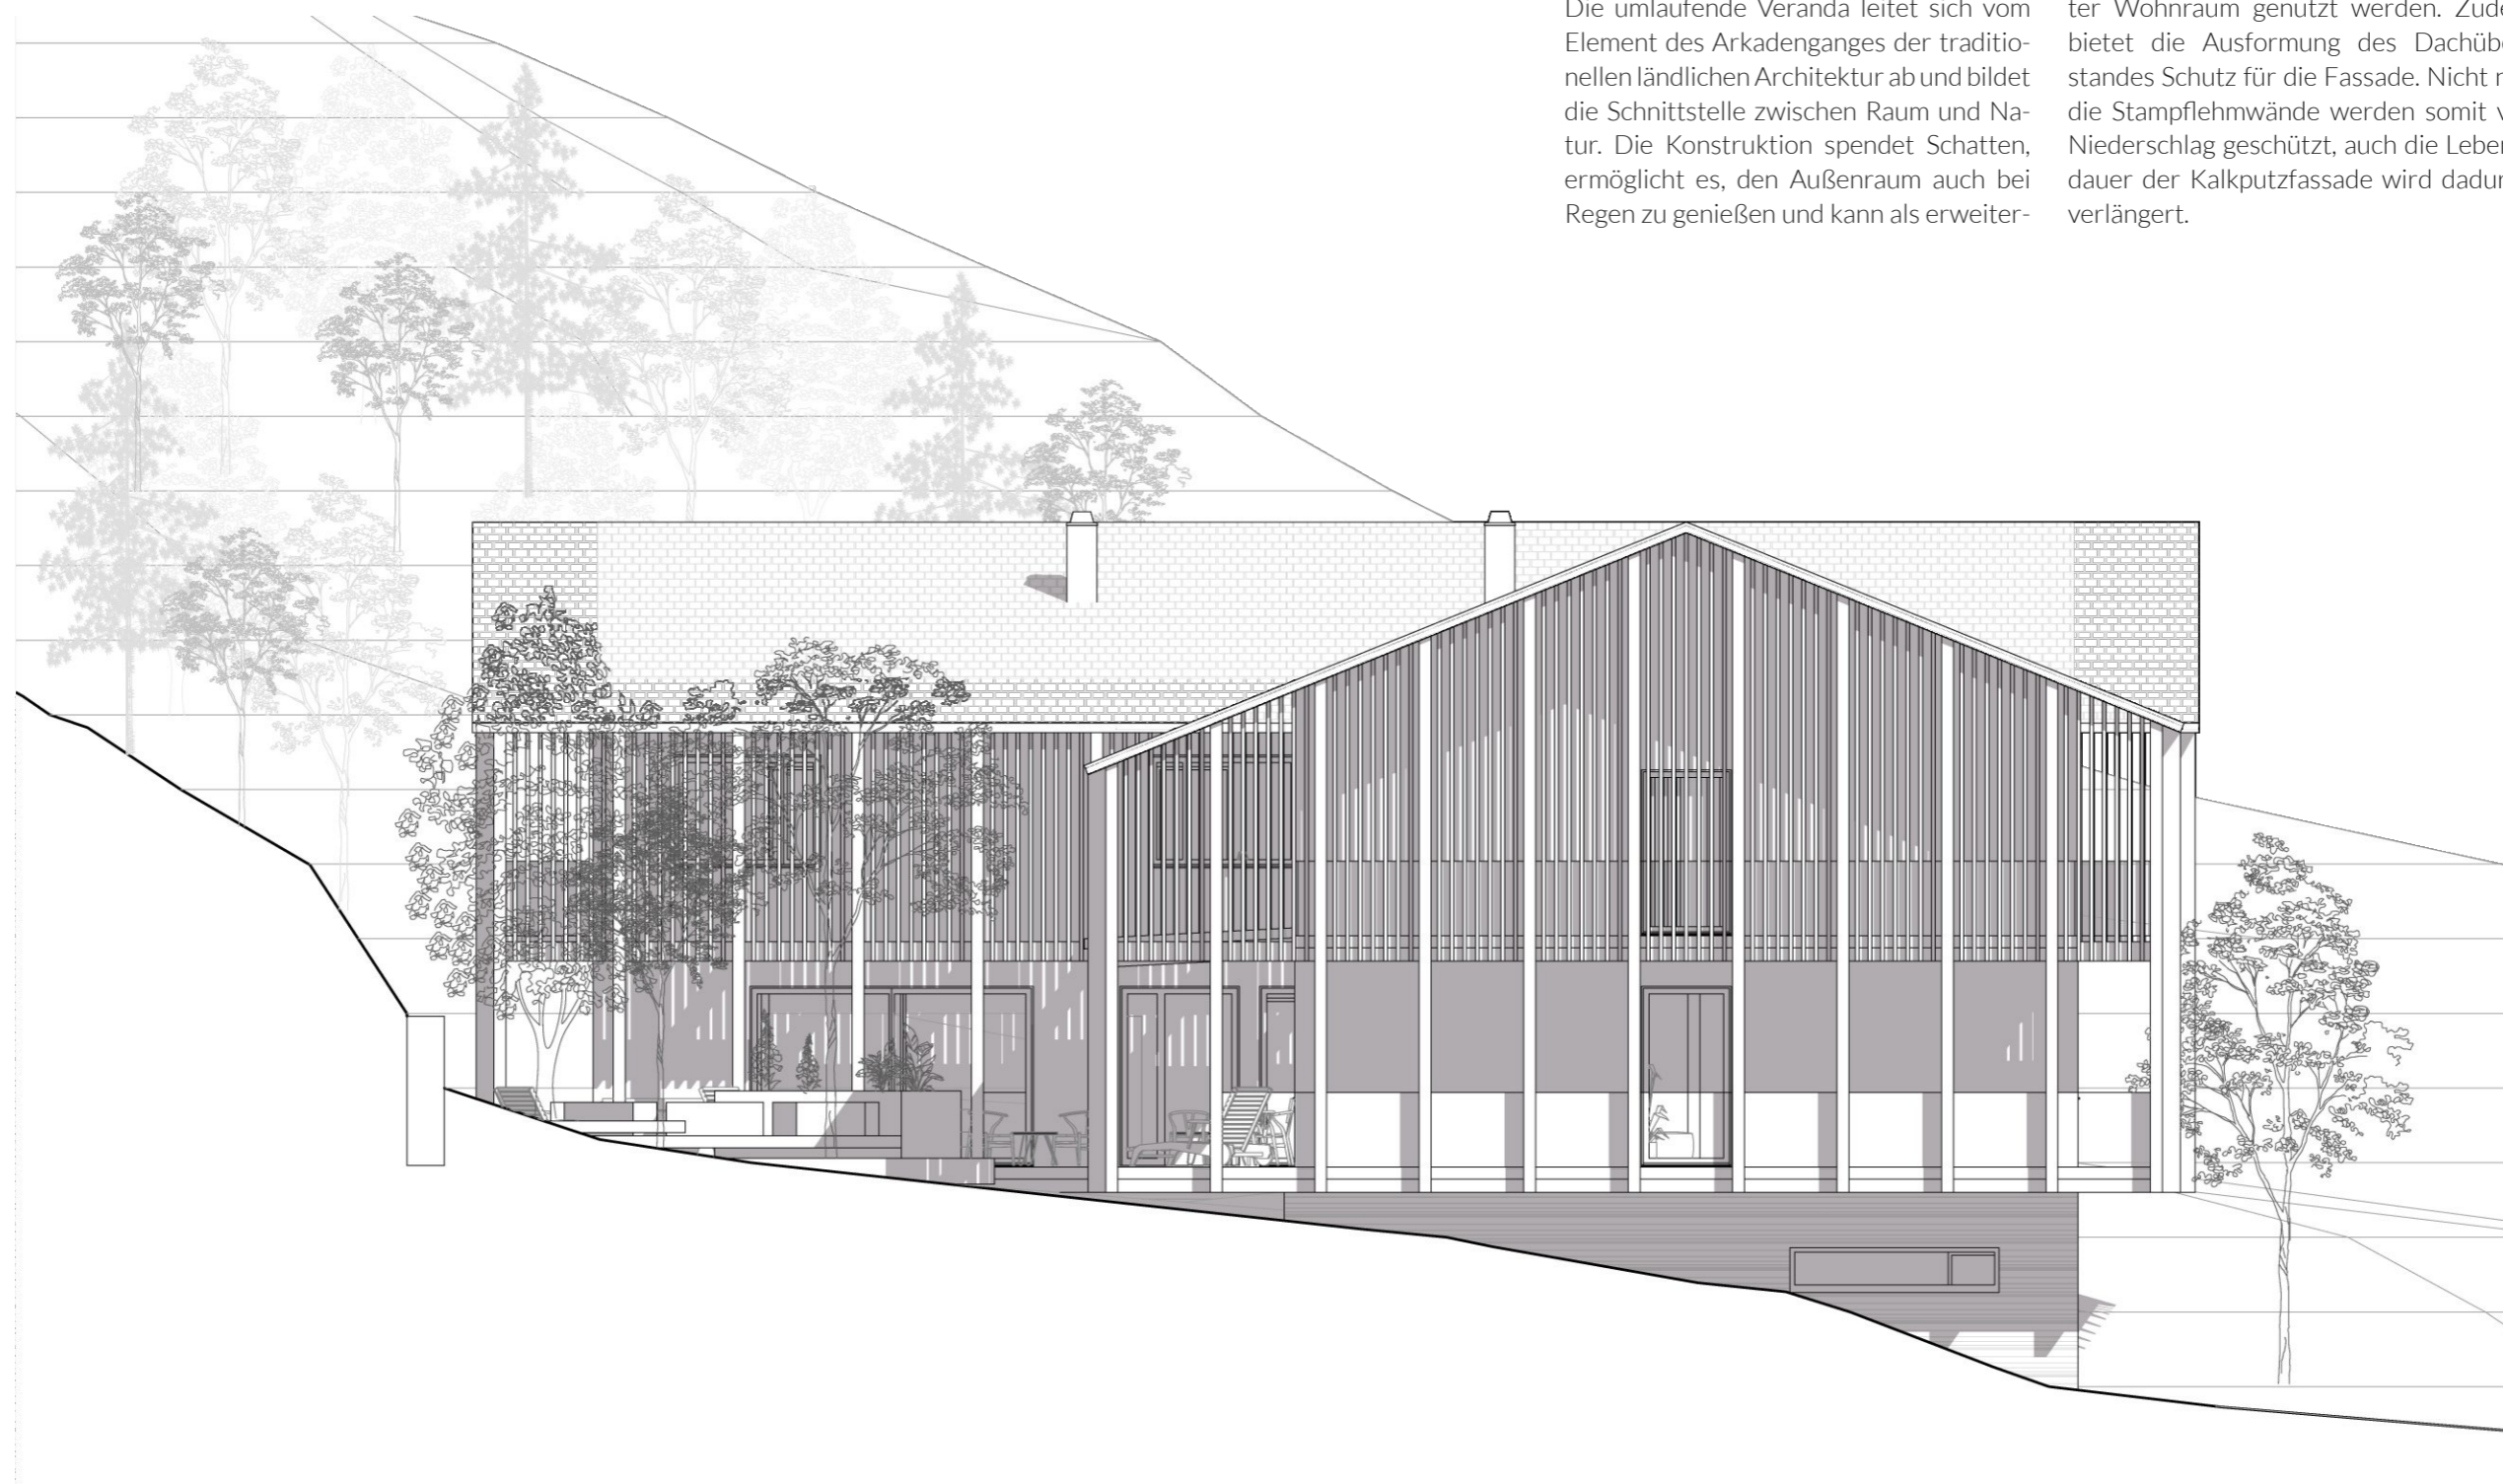 Die umlaufende Veranda leitet sich vom
Element des Arkadenganges der traditio-
nellen ländlichen Architektur ab und bildet
die Schnittstelle zwischen Raum und Na-
tur. Die Konstruktion spendet Schatten,
ermöglicht es, den Außenraum auch bei
Regen zu genießen und kann als erweiter-
ter Wohnraum genutzt werden. Zude
bietet die Ausformung des Dachübe
standes Schutz für die Fassade. Nicht
die Stampflehmwände werden somit
Niederschlag geschützt, auch die Leben
dauer der Kalkputzfassade wird dadur
verlängert.